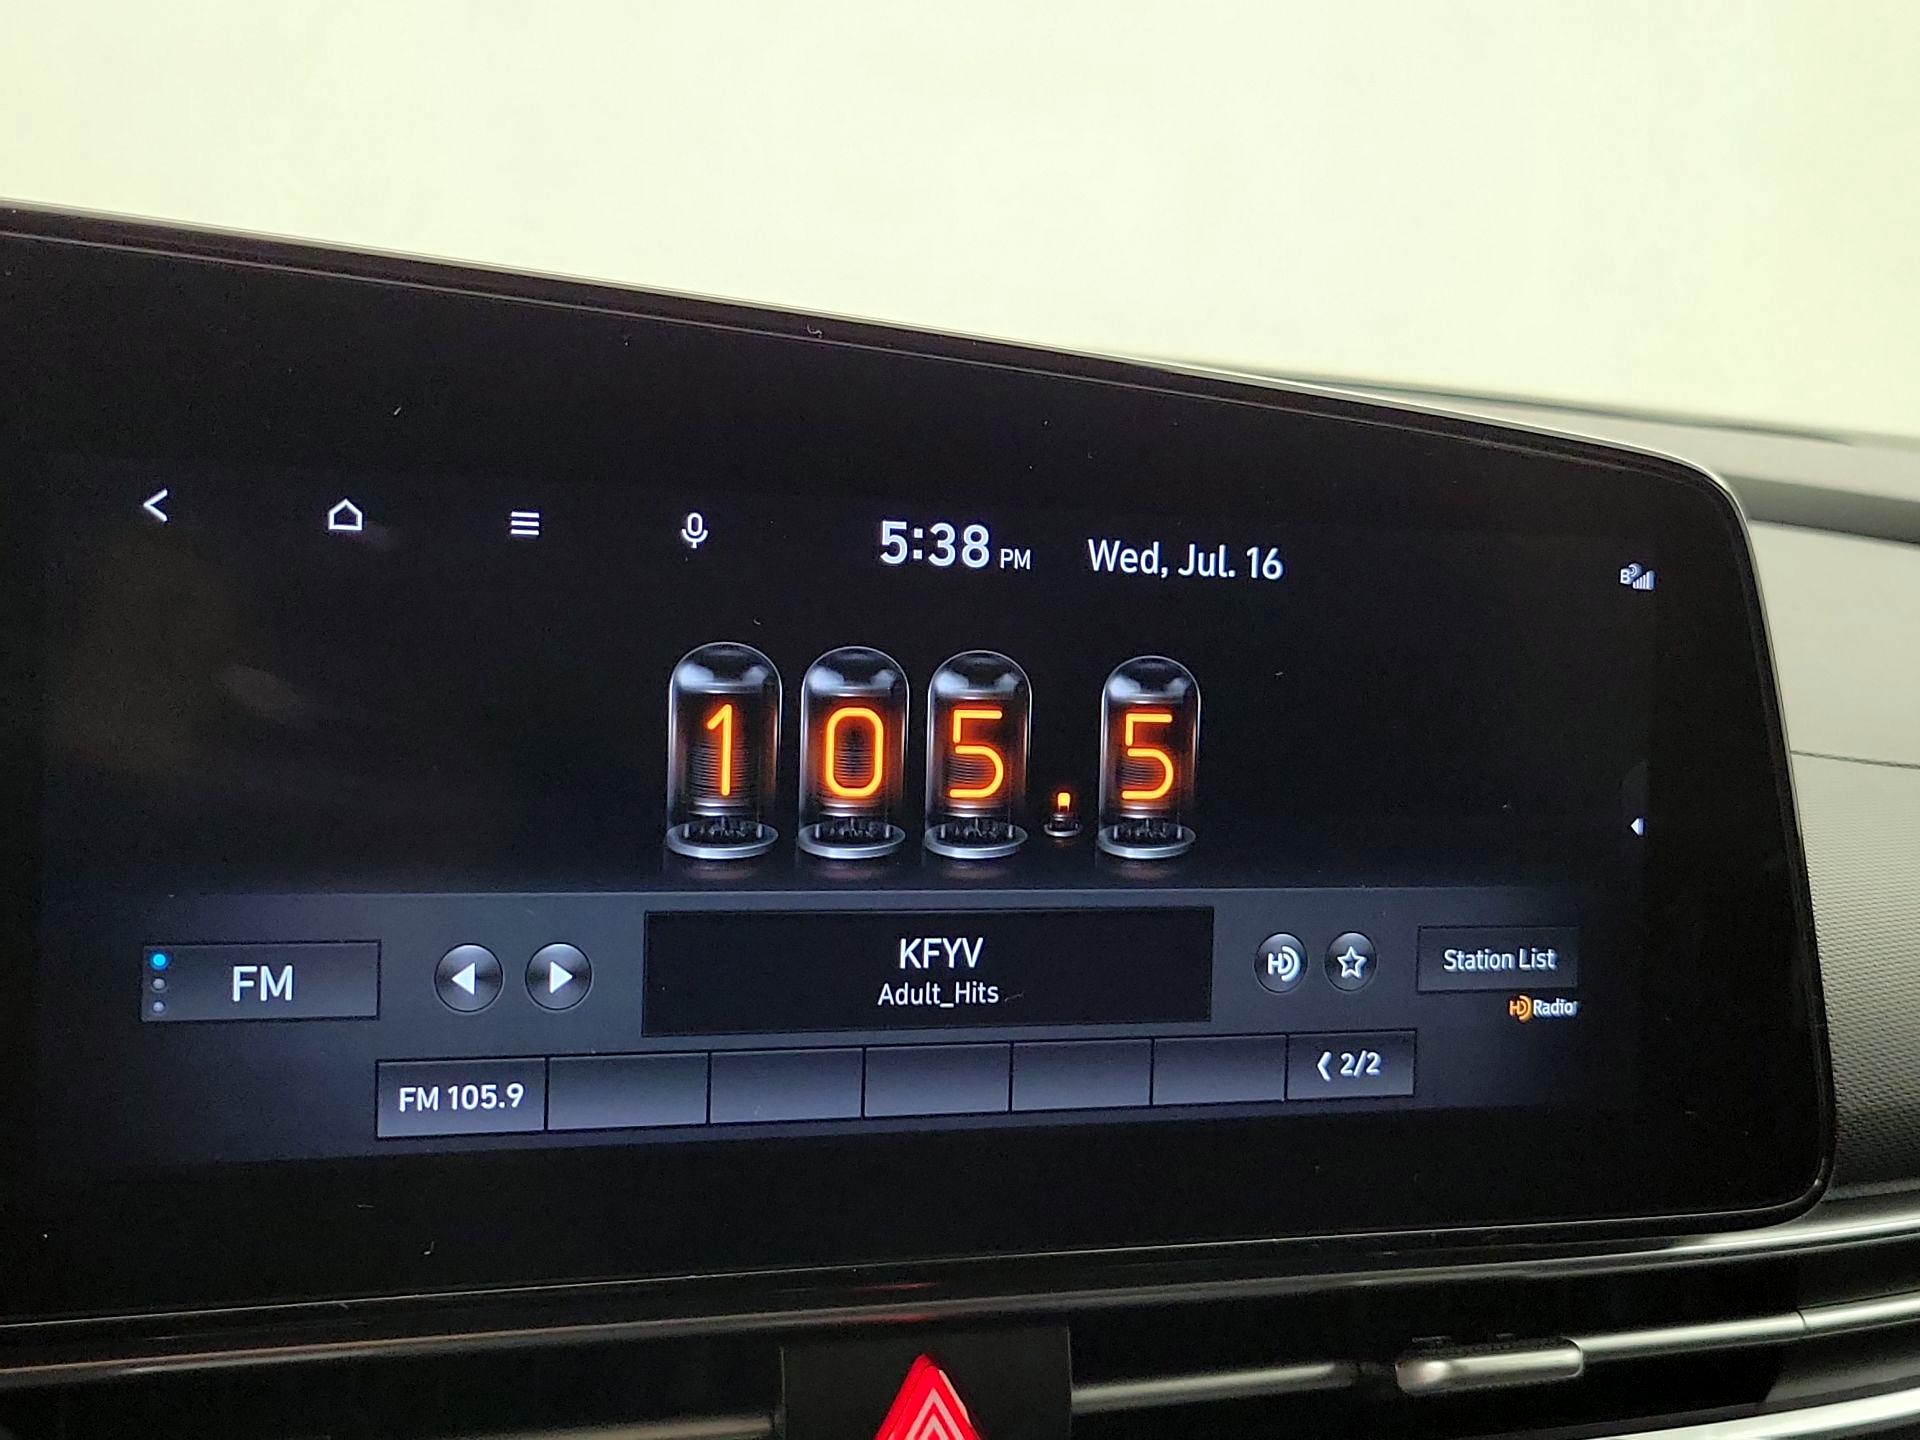 5:38 PM Wed, Jul. 16
105.5
FM
KFYV
Adult_Hits
HD
Station List
HD Radio
FM 105.9
2/2